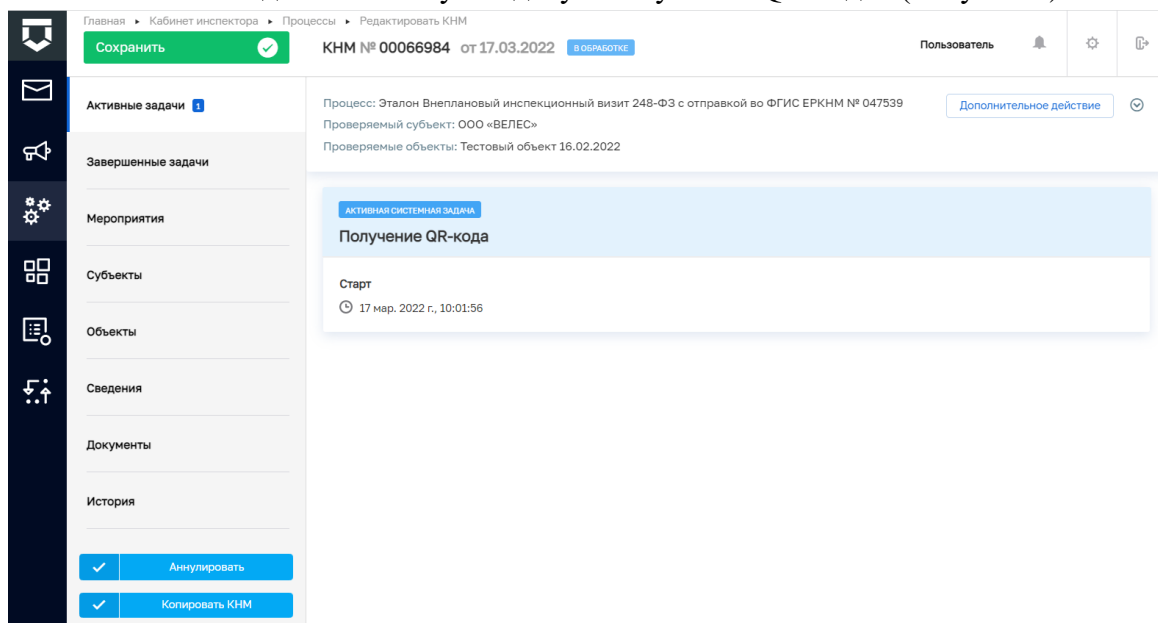 Главная ▸ Кабинет инспектора ▸ Процессы ▸ Редактировать КНМ
Сохранить
КНМ № 00066984 от 17.03.2022 В ОБРАБОТКЕ
Пользователь
Активные задачи 1
Завершенные задачи
Мероприятия
Субъекты
Объекты
Сведения
Документы
История
Аннулировать
Копировать КНМ
Процесс: Эталон Внеплановый инспекционный визит 248-ФЗ с отправкой во ФГИС ЕРКНМ № 047539
Дополнительное действие
Проверяемый субъект: ООО «ВЕЛЕС»
Проверяемые объекты: Тестовый объект 16.02.2022
АКТИВНАЯ СИСТЕМНАЯ ЗАДАЧА
Получение QR-кода
Старт
17 мар. 2022 г., 10:01:56